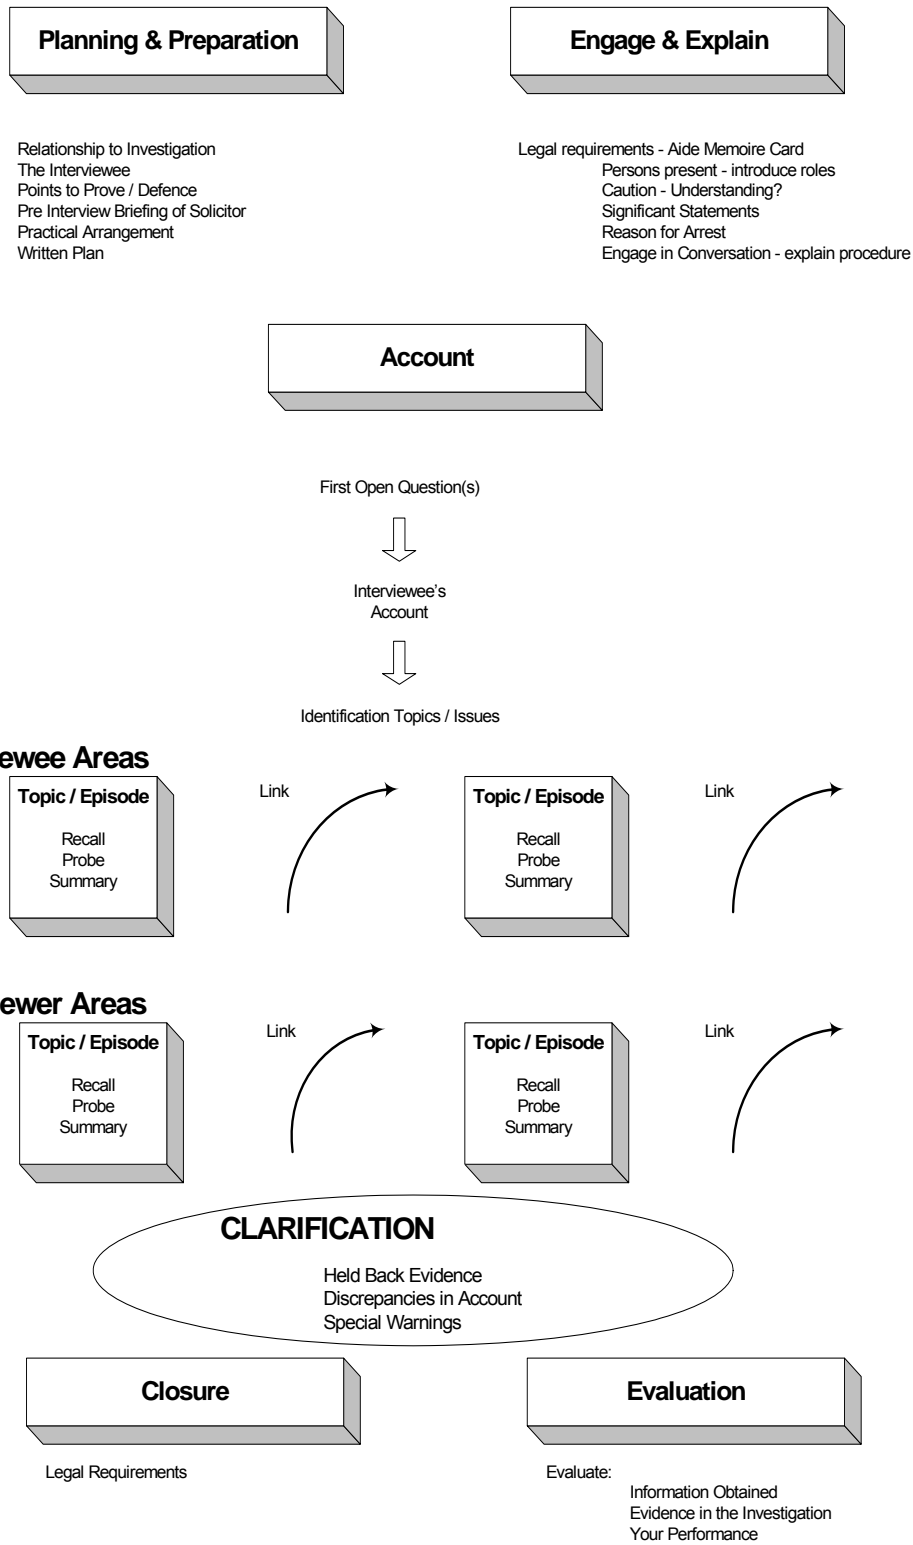 Planning & Preparation
Engage & Explain
Relationship to Investigation
The Interviewee
Points to Prove / Defence
Pre Interview Briefing of Solicitor
Practical Arrangement
Written Plan
Legal requirements - Aide Memoire Card
Persons present - introduce roles
Caution - Understanding?
Significant Statements
Reason for Arrest
Engage in Conversation - explain procedure
Account
First Open Question(s)
Interviewee's
Account
Identification Topics / Issues
ewee Areas
Topic / Episode
Recall
Probe
Summary
Link
Topic / Episode
Recall
Probe
Summary
Link
ewer Areas
Topic / Episode
Recall
Probe
Summary
Link
Topic / Episode
Recall
Probe
Summary
Link
CLARIFICATION
Held Back Evidence
Discrepancies in Account
Special Warnings
Closure
Legal Requirements
Evaluation
Evaluate:
Information Obtained
Evidence in the Investigation
Your Performance